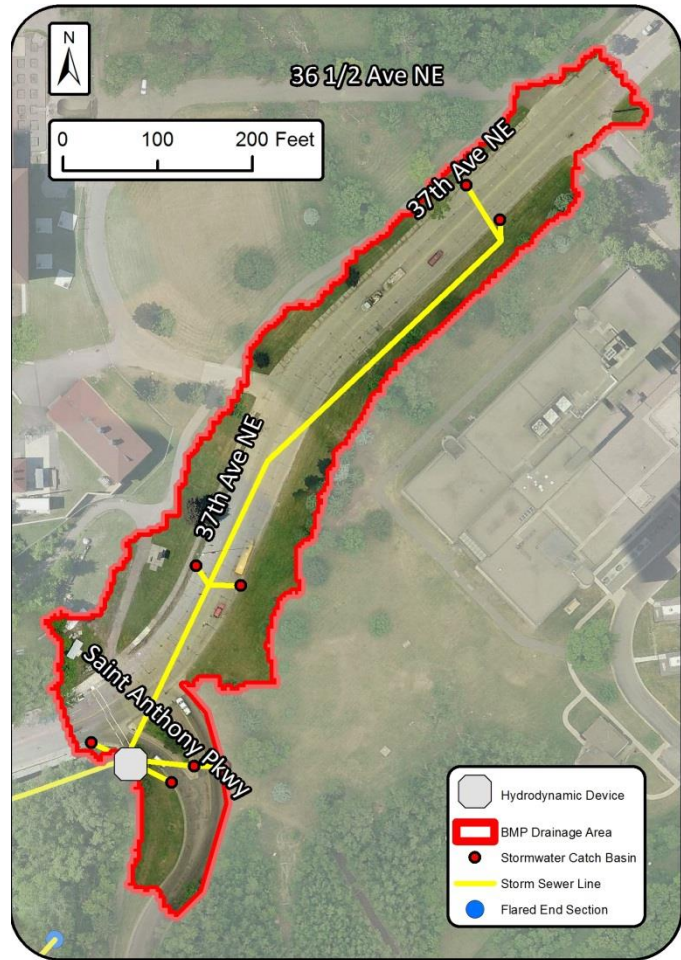 N
36 1/2 Ave NE
0 100 200 Feet
37th Ave NE
37th Ave NE
Saint Anthony Pkwy
Hydrodynamic Device
BMP Drainage Area
Stormwater Catch Basin
Storm Sewer Line
Flared End Section